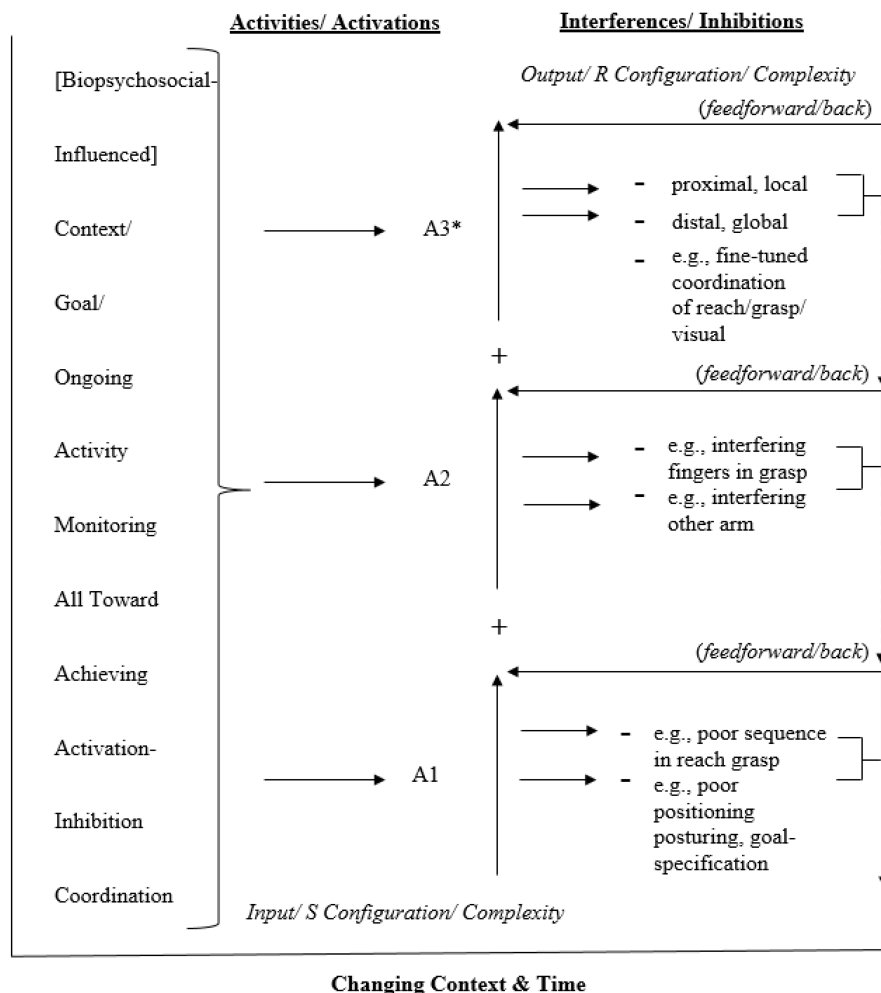 Activities/ Activations
Interferences/ Inhibitions
[Biopsychosocial-
Influenced]
Context/
Goal/
Ongoing
Activity
Monitoring
All Toward
Achieving
Activation-
Inhibition
Coordination
Output/ R Configuration/ Complexity
(feedforward/back)
A3*
- proximal, local
- distal, global
- e.g., fine-tuned
coordination
of reach/grasp/
visual
+
(feedforward/back)
A2
- e.g., interfering
fingers in grasp
- e.g., interfering
other arm
+
(feedforward/back)
A1
- e.g., poor sequence
in reach grasp
- e.g., poor
positioning
posturing, goal-
specification
Input/ S Configuration/ Complexity
Changing Context & Time